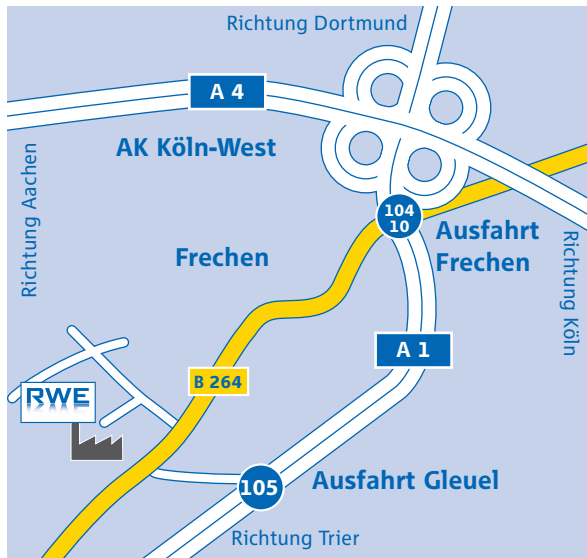 Richtung Dortmund
A 4
AK Köln-West
Richtung Aachen
104
10
Ausfahrt
Frechen
Frechen
Richtung Köln
A 1
B 264
RWE
105
Ausfahrt Gleuel
Richtung Trier